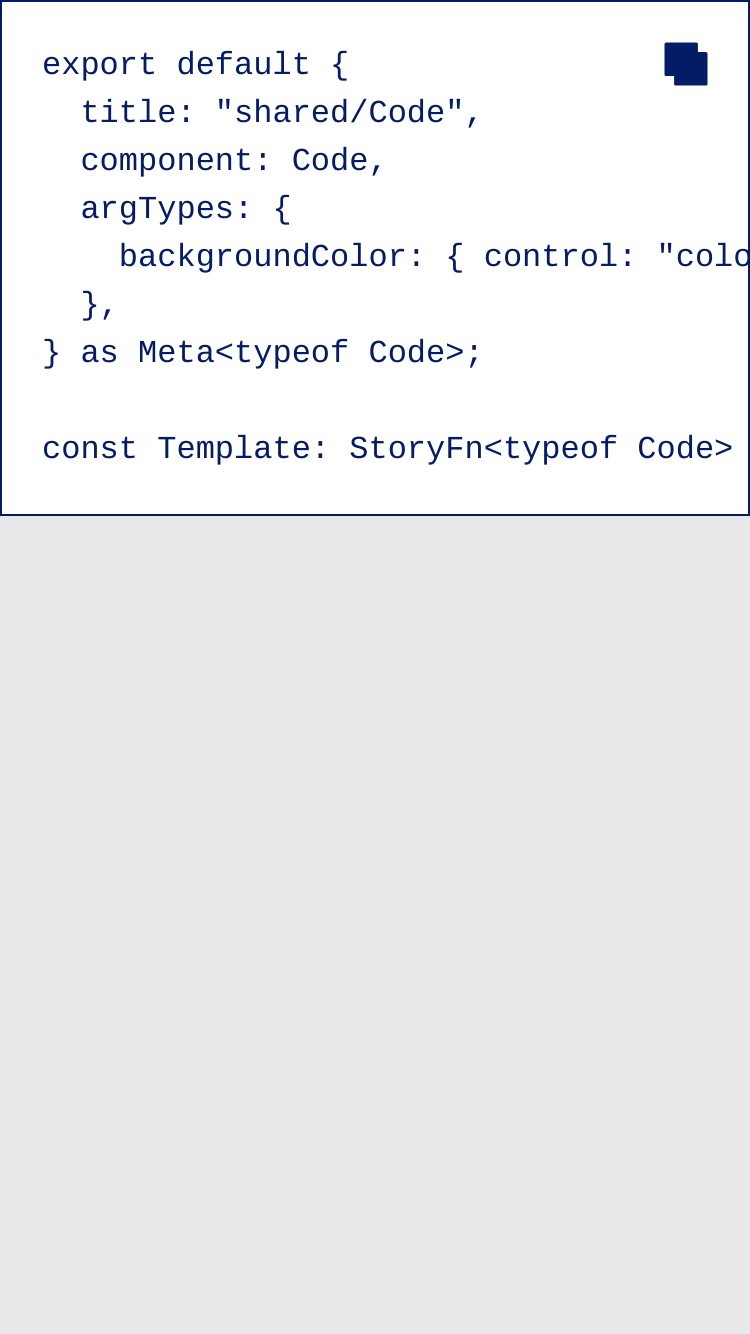 export default {
  title: "shared/Code",
  component: Code,
  argTypes: {
    backgroundColor: { control: "colo
  },
} as Meta<typeof Code>;

const Template: StoryFn<typeof Code>